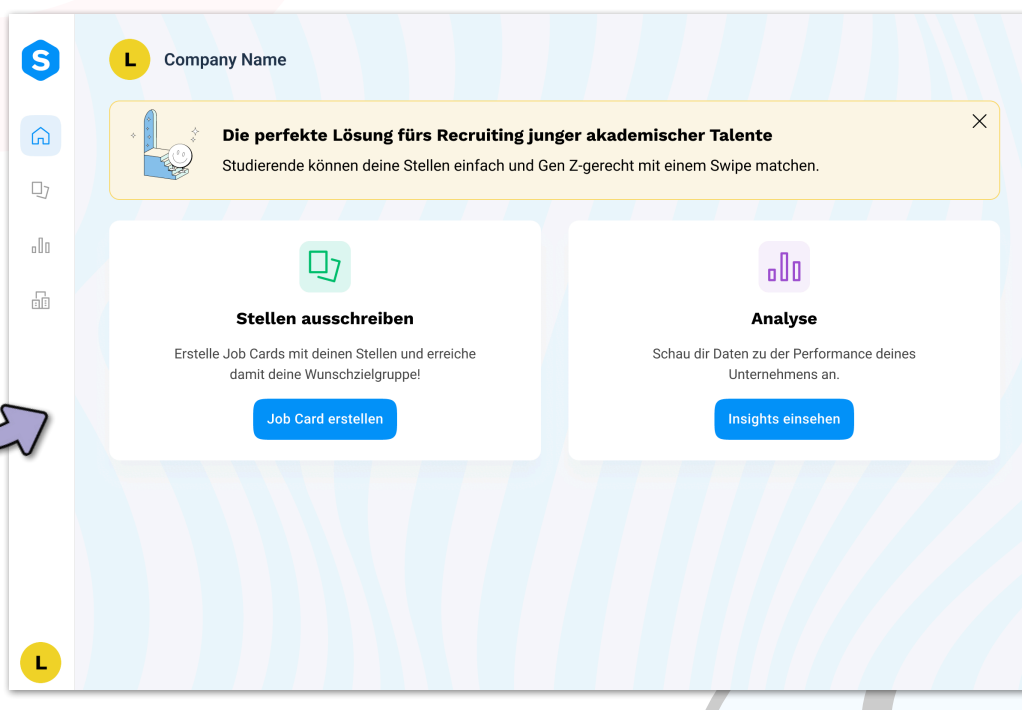 S
L
Company Name
Die perfekte Lösung fürs Recruiting junger akademischer Talente
Studierende können deine Stellen einfach und Gen Z-gerecht mit einem Swipe matchen.
Stellen ausschreiben
Erstelle Job Cards mit deinen Stellen und erreiche
damit deine Wunschzielgruppe!
Job Card erstellen
Analyse
Schau dir Daten zu der Performance deines
Unternehmens an.
Insights einsehen
L